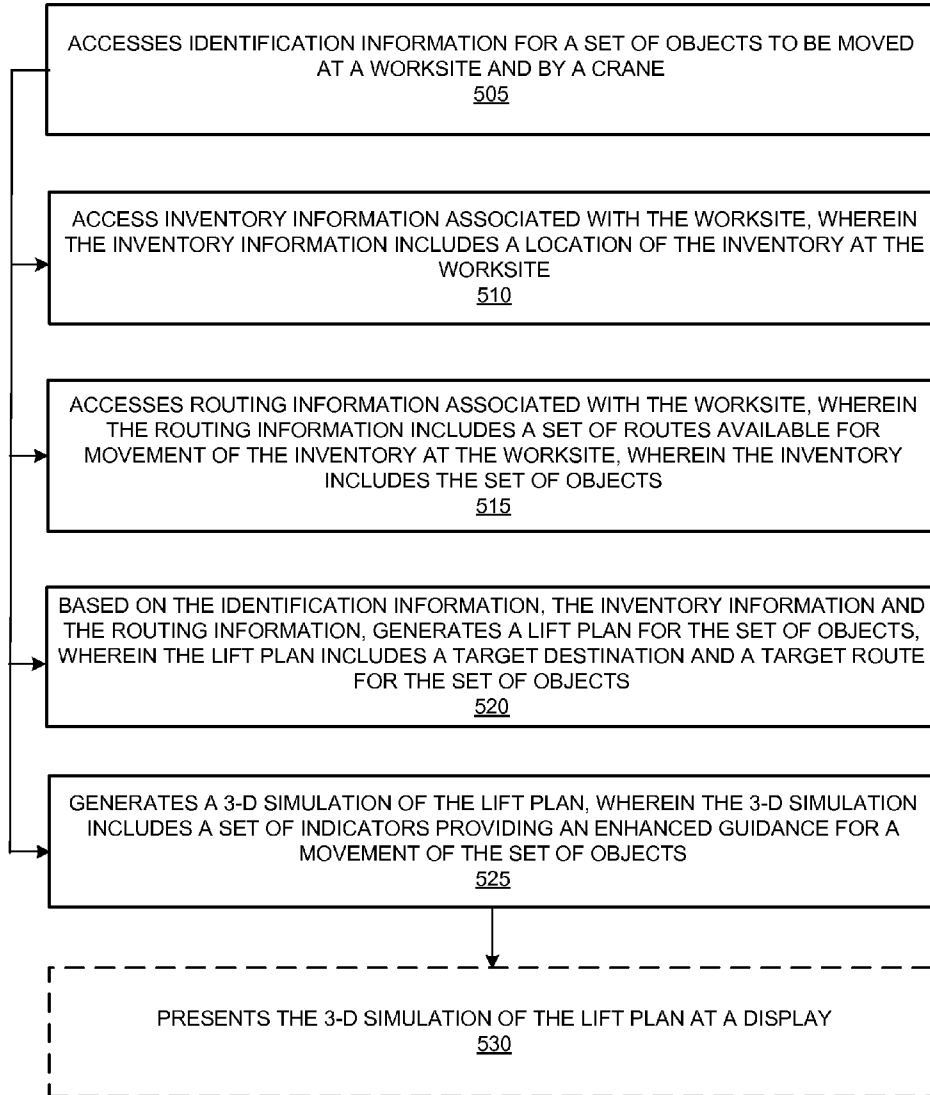 ACCESSES IDENTIFICATION INFORMATION FOR A SET OF OBJECTS TO BE MOVED
AT A WORKSITE AND BY A CRANE
505
ACCESS INVENTORY INFORMATION ASSOCIATED WITH THE WORKSITE, WHEREIN
THE INVENTORY INFORMATION INCLUDES A LOCATION OF THE INVENTORY AT THE
WORKSITE
510
ACCESSES ROUTING INFORMATION ASSOCIATED WITH THE WORKSITE, WHEREIN
THE ROUTING INFORMATION INCLUDES A SET OF ROUTES AVAILABLE FOR
MOVEMENT OF THE INVENTORY AT THE WORKSITE, WHEREIN THE INVENTORY
INCLUDES THE SET OF OBJECTS
515
BASED ON THE IDENTIFICATION INFORMATION, THE INVENTORY INFORMATION AND
THE ROUTING INFORMATION, GENERATES A LIFT PLAN FOR THE SET OF OBJECTS,
WHEREIN THE LIFT PLAN INCLUDES A TARGET DESTINATION AND A TARGET ROUTE
FOR THE SET OF OBJECTS
520
GENERATES A 3-D SIMULATION OF THE LIFT PLAN, WHEREIN THE 3-D SIMULATION
INCLUDES A SET OF INDICATORS PROVIDING AN ENHANCED GUIDANCE FOR A
MOVEMENT OF THE SET OF OBJECTS
525
PRESENTS THE 3-D SIMULATION OF THE LIFT PLAN AT A DISPLAY
530